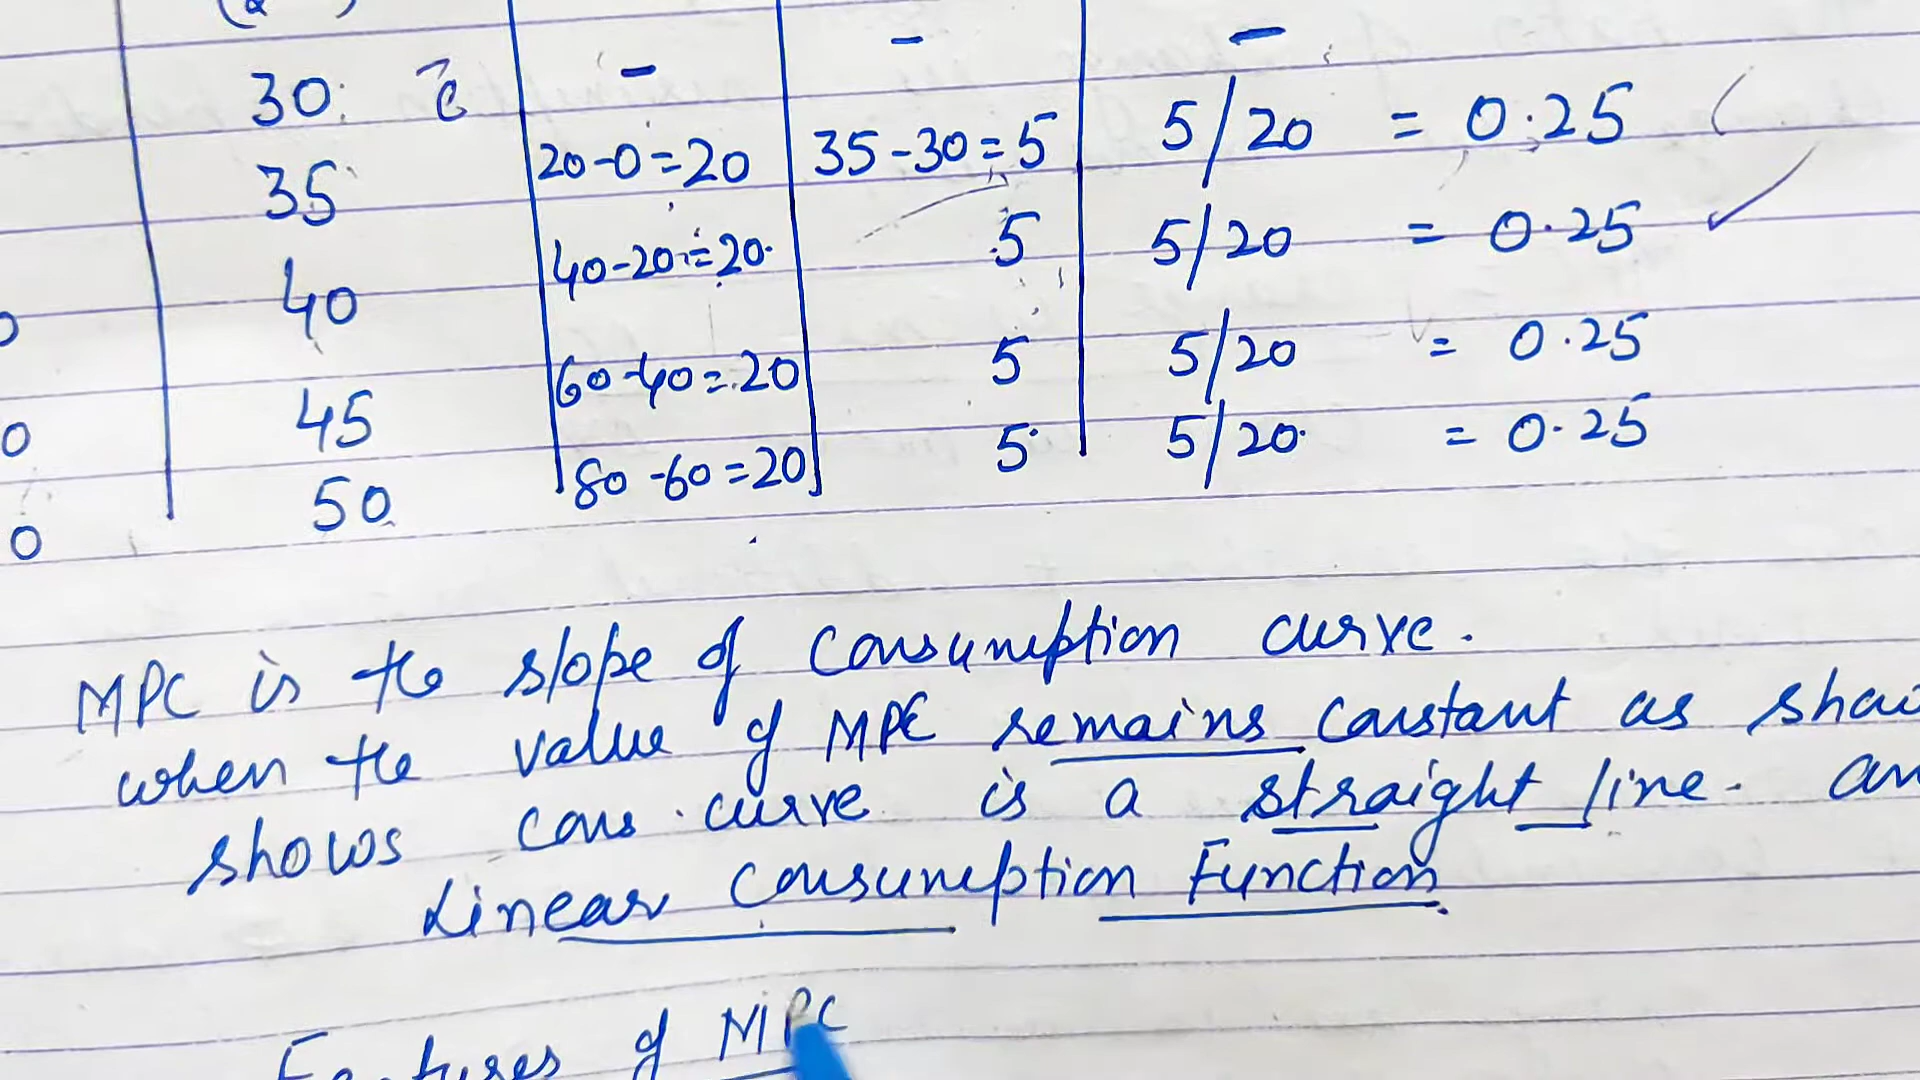 30 c̄ - - -
35 20-0=20 35-30=5 5/20 = 0.25
40 40-20=20 5 5/20 = 0.25
0 45 60-40=20 5 5/20 = 0.25
0 50 80-60=20 5 5/20 = 0.25
MPC is the slope of Consumption curve.
when the value of MPC remains constant as
shows cons. curve is a straight line.
Linear Consumption Function.
Features of MPC